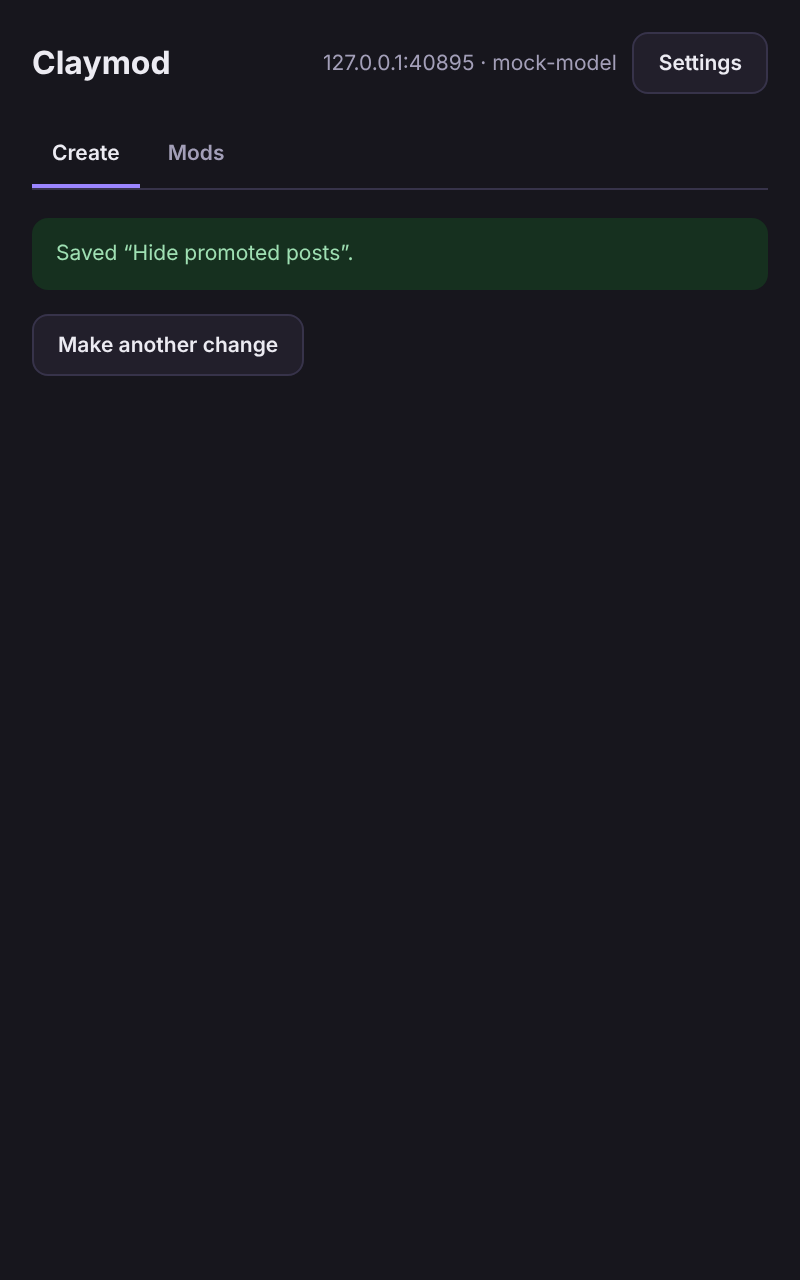 Claymod
127.0.0.1:40895 · mock-model
Settings
Create
Mods
Saved “Hide promoted posts”.
Make another change